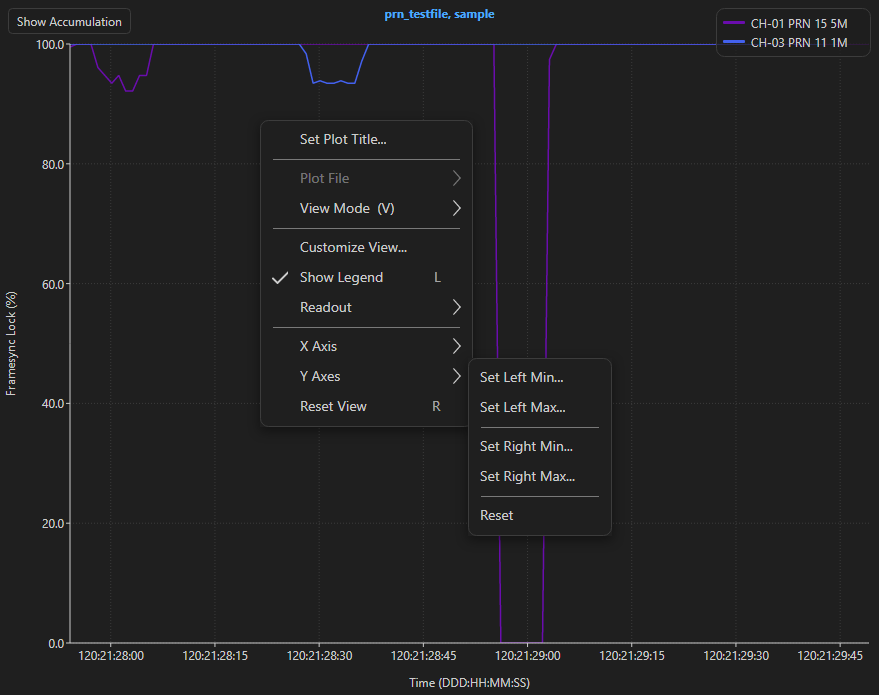 Show Accumulation
prn_testfile, sample
CH-01 PRN 15 5M
CH-03 PRN 11 1M
100.0
80.0
60.0
40.0
20.0
0.0
Framesync Lock (%)
Set Plot Title...
Plot File
View Mode (V)
Customize View...
Show Legend L
Readout
X Axis
Y Axes
Reset View R
Set Left Min...
Set Left Max...
Set Right Min...
Set Right Max...
Reset
120:21:28:00 120:21:28:15 120:21:28:30 120:21:28:45 120:21:29:00 120:21:29:15 120:21:29:30 120:21:29:45
Time (DDD:HH:MM:SS)